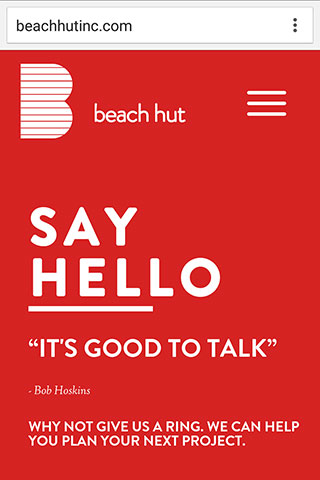 beachhutinc.com
beach hut
SAY
HELLO
“IT'S GOOD TO TALK”
- Bob Hoskins
WHY NOT GIVE US A RING. WE CAN HELP
YOU PLAN YOUR NEXT PROJECT.